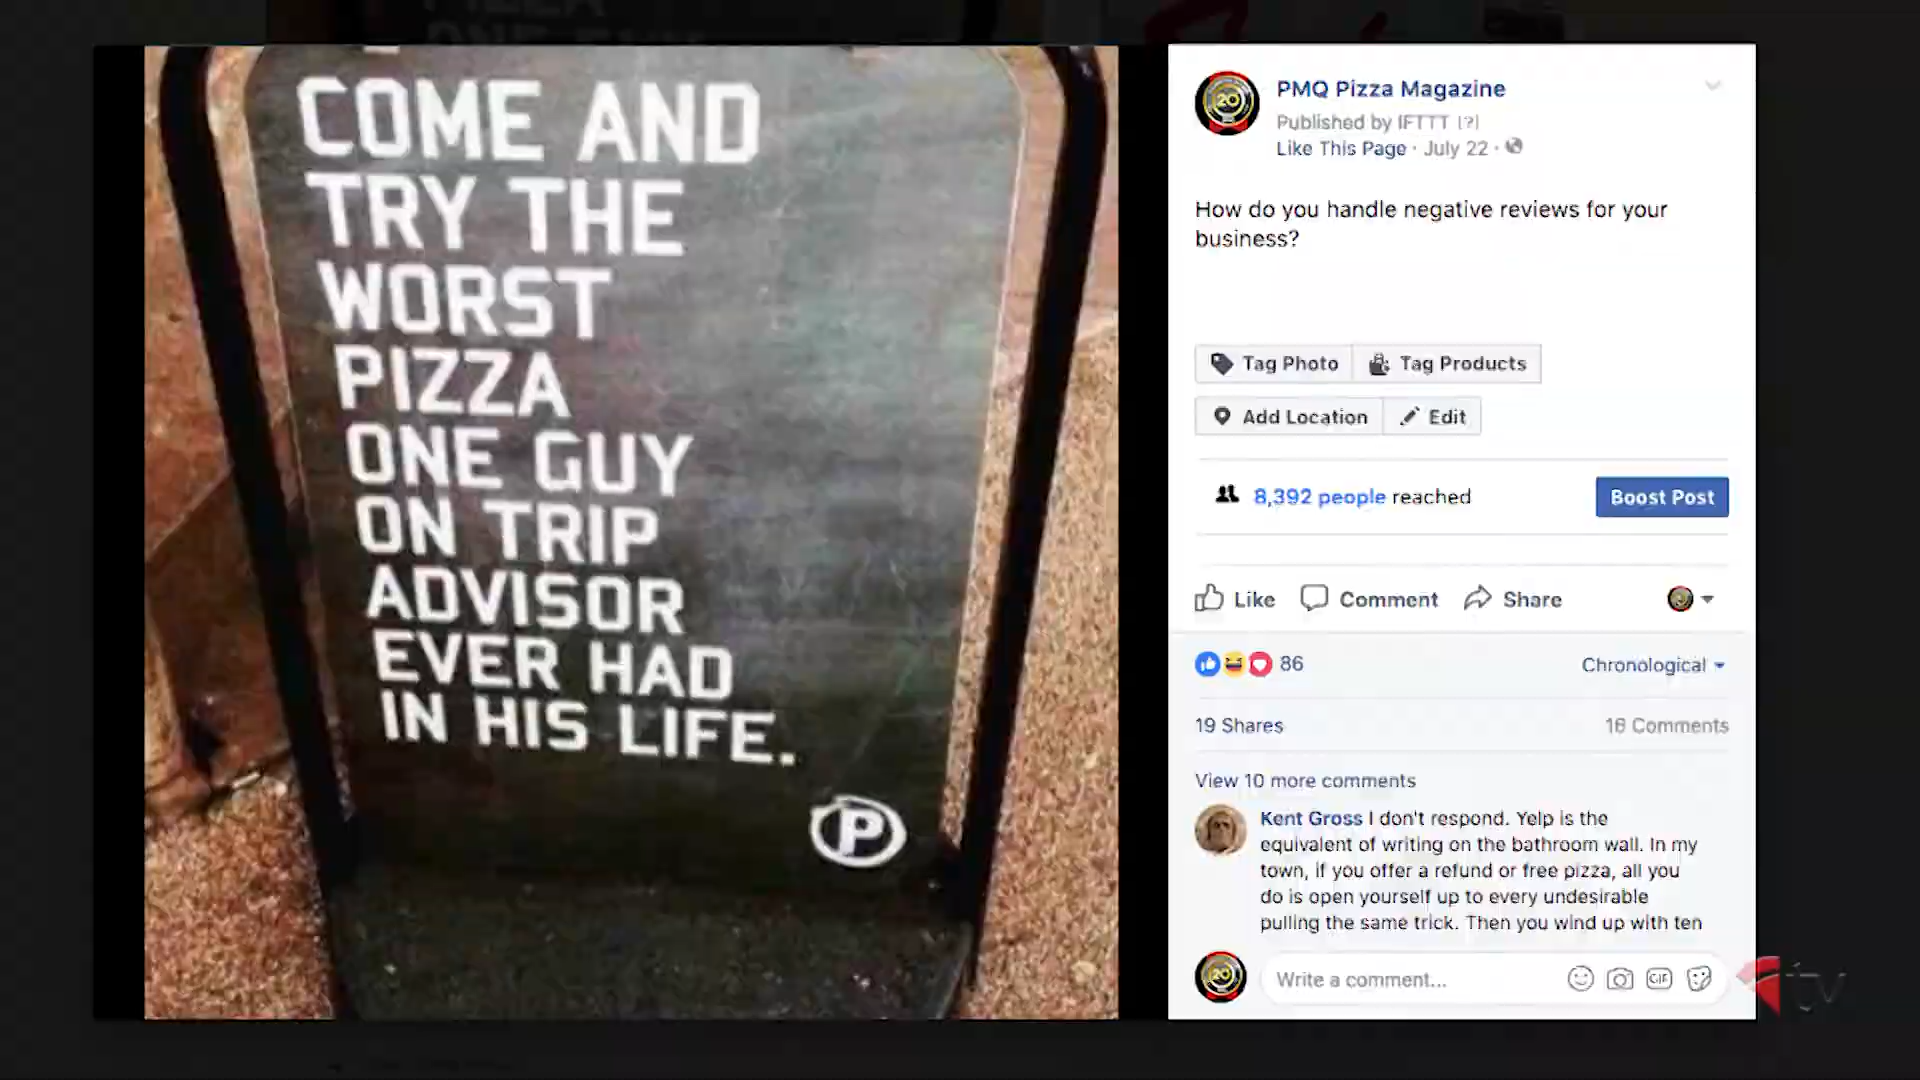 COME AND
TRY THE
WORST
PIZZA
ONE GUY
ON TRIP
ADVISOR
EVER HAD
IN HIS LIFE.
P
PMQ Pizza Magazine
Published by IFTTT [?]
Like This Page · July 22 ·
How do you handle negative reviews for your
business?
Tag Photo Tag Products
Add Location Edit
8,392 people reached Boost Post
Like Comment Share
86 Chronological
19 Shares 16 Comments
View 10 more comments
Kent Gross I don't respond. Yelp is the
equivalent of writing on the bathroom wall. In my
town, if you offer a refund or free pizza, all you
do is open yourself up to every undesirable
pulling the same trick. Then you wind up with ten
20
Write a comment... GIF
tv